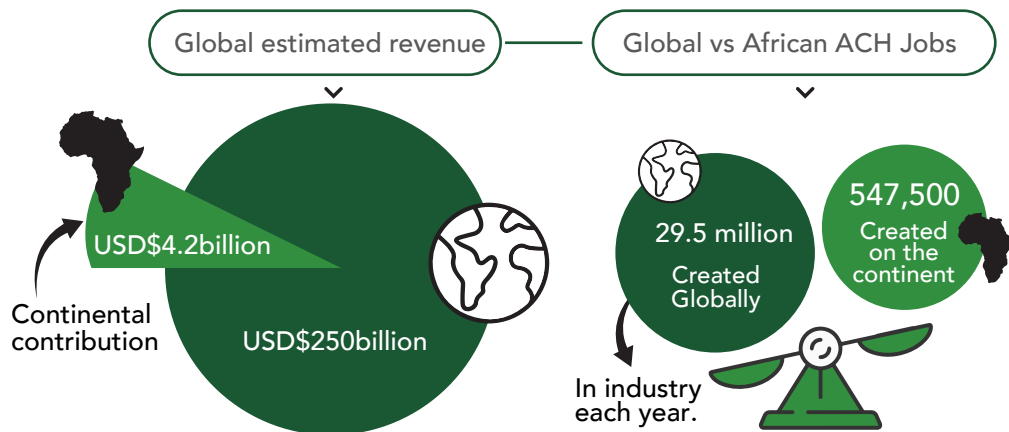 Global estimated revenue
Global vs African ACH Jobs
USD$4.2billion
Continental
contribution
USD$250billion
29.5 million
Created
Globally
In industry
each year.
547,500
Created
on the
continent